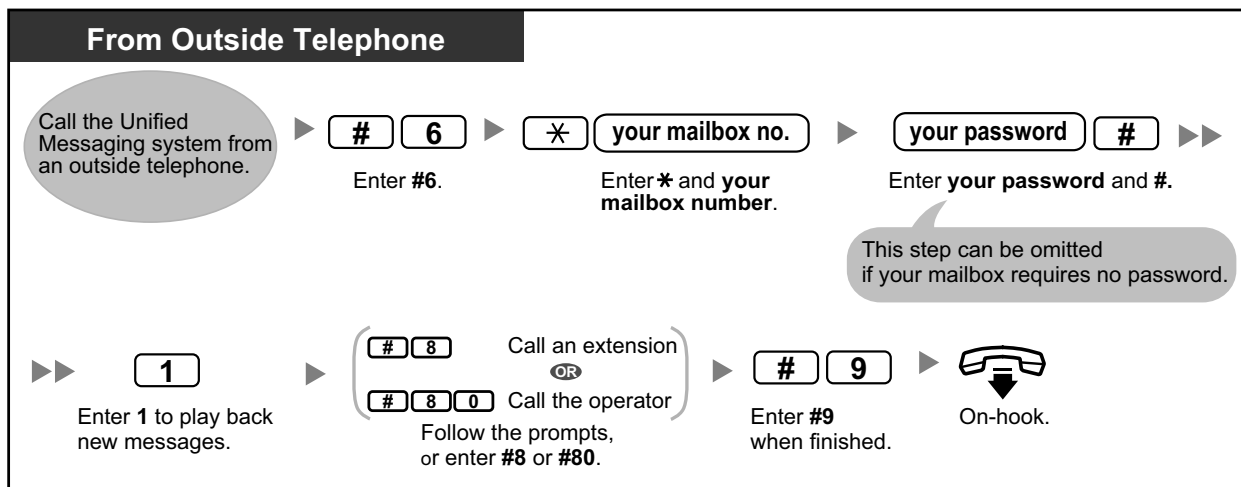 From Outside Telephone
Call the Unified
Messaging system from
an outside telephone.
# 6
Enter #6.
* your mailbox no.
Enter * and your
mailbox number.
your password #
Enter your password and #.
This step can be omitted
if your mailbox requires no password.
1
Enter 1 to play back
new messages.
# 8 Call an extension
OR
# 8 0 Call the operator
Follow the prompts,
or enter #8 or #80.
# 9
Enter #9
when finished.
On-hook.